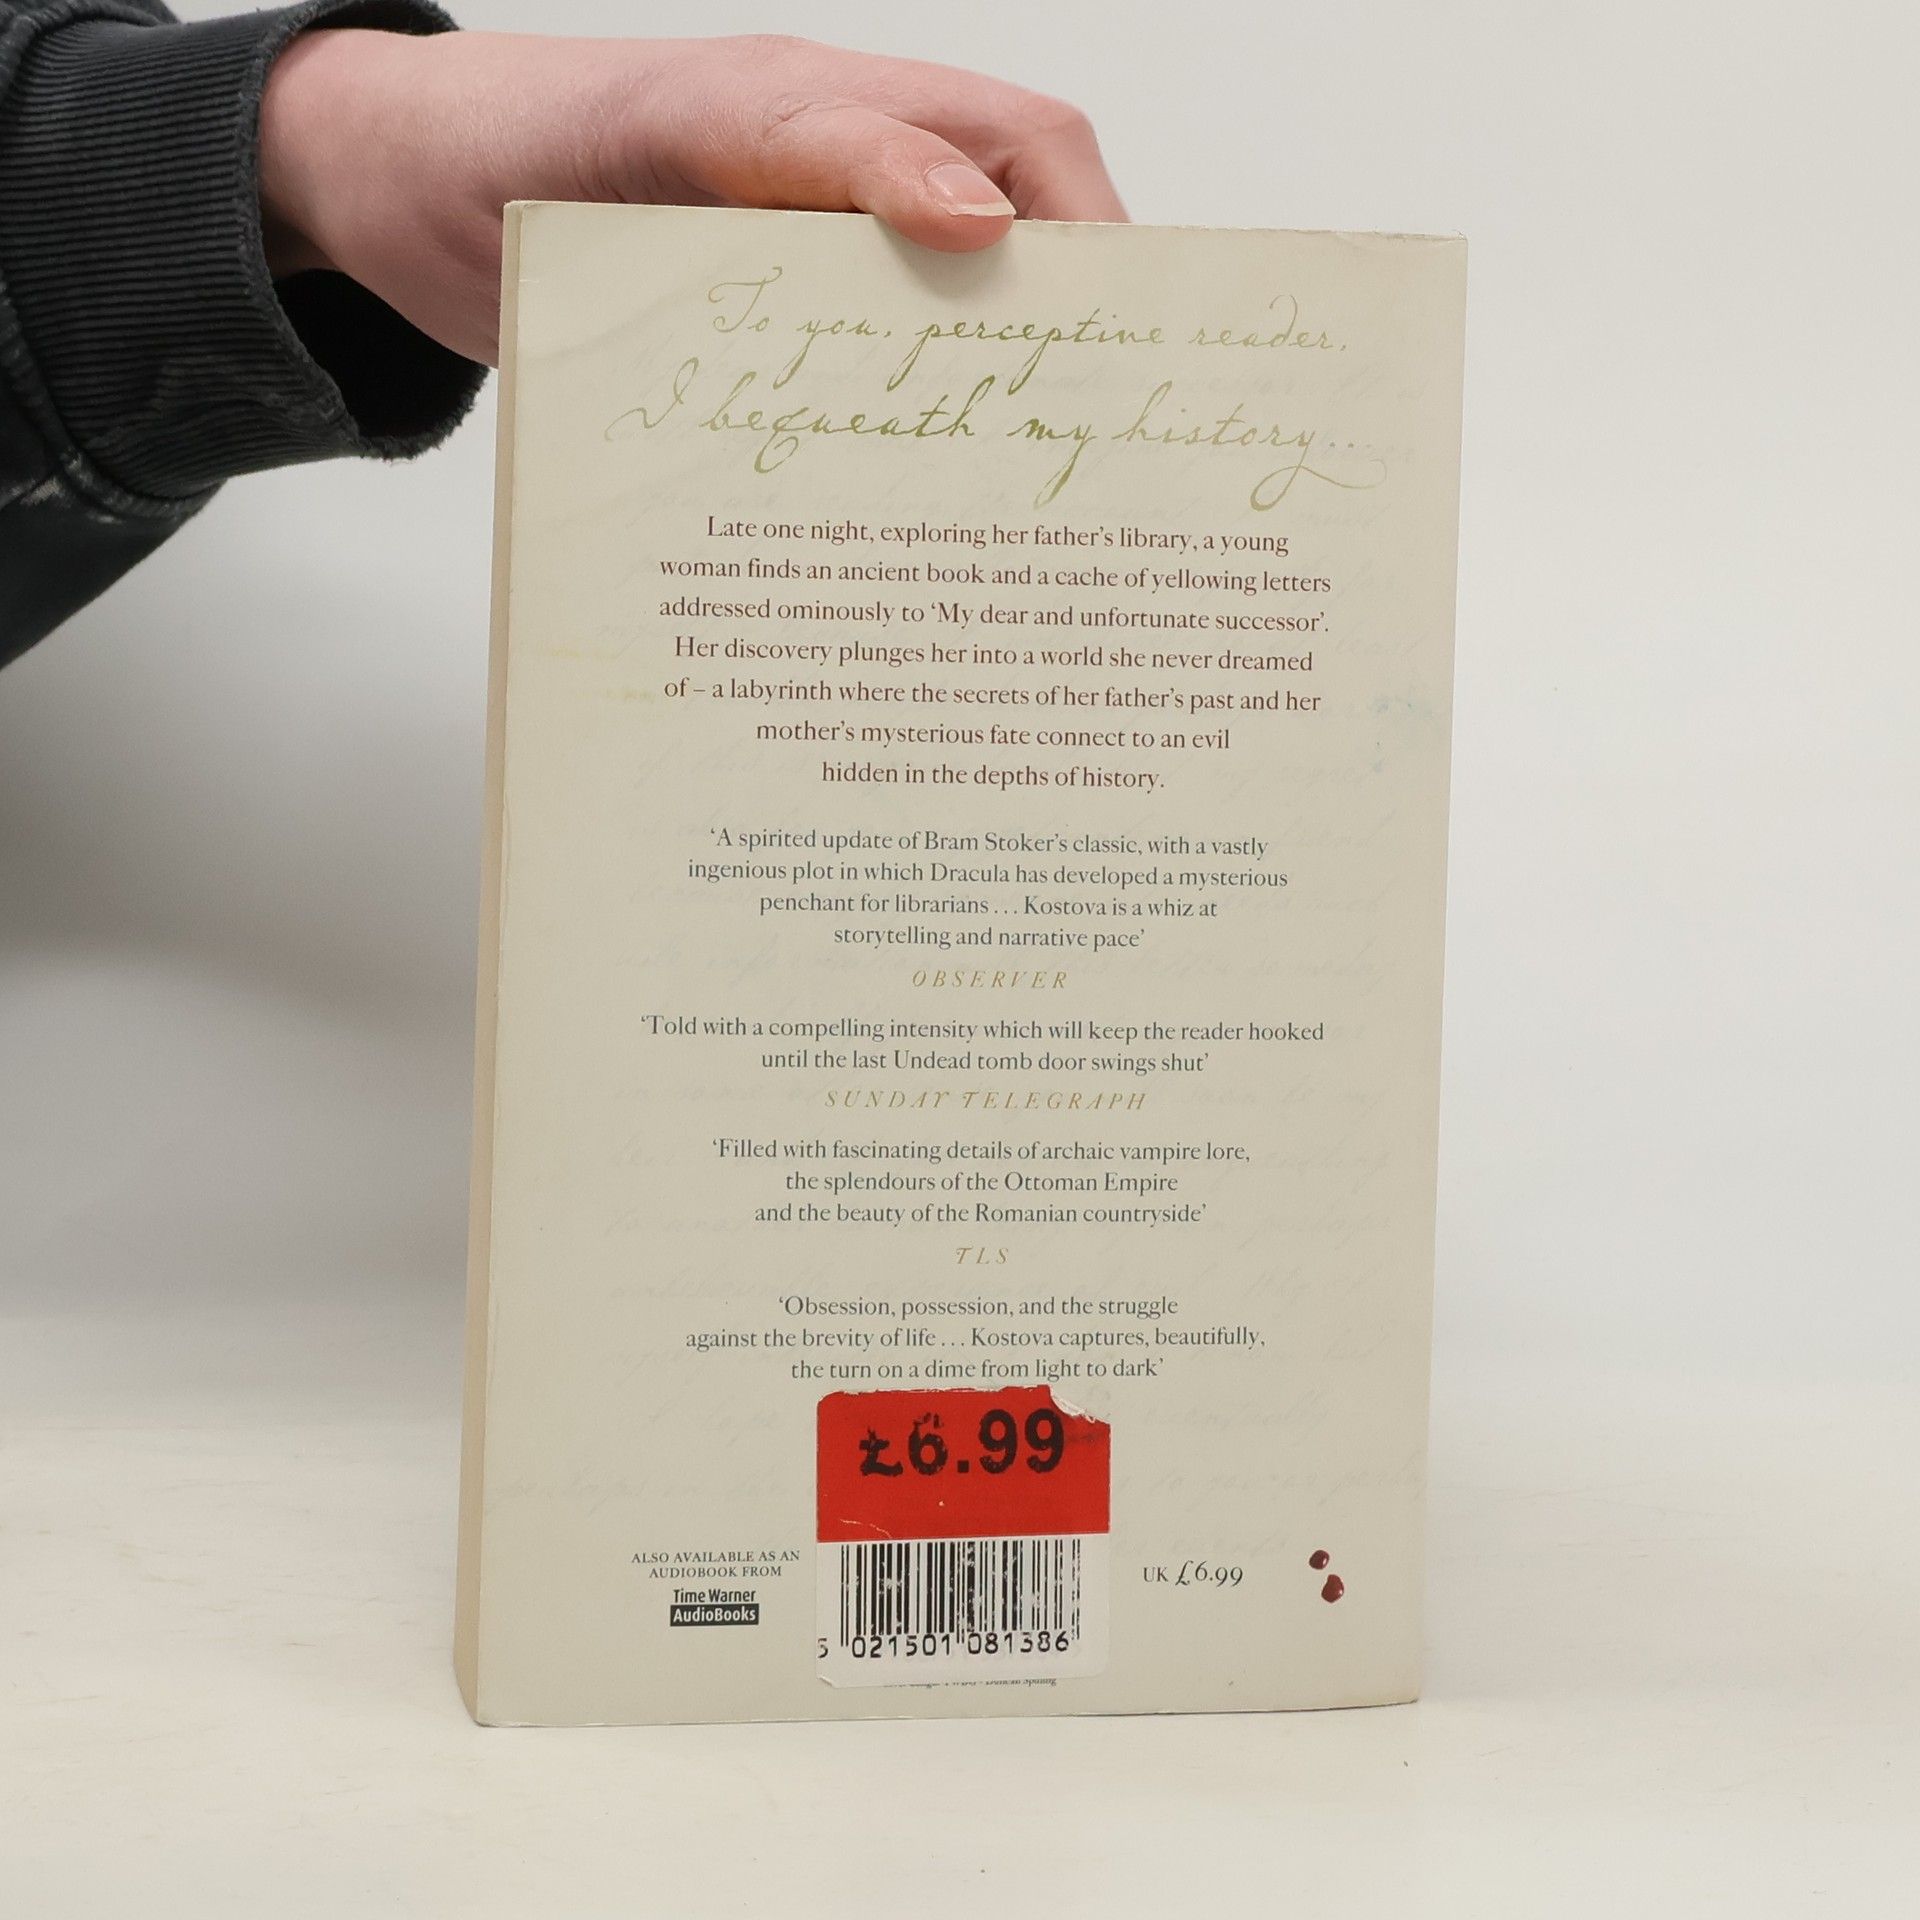 To you, perceptive reader,
I bequeath my history...
Late one night, exploring her father's library, a young
woman finds an ancient book and a cache of yellowing letters
addressed ominously to ‘My dear and unfortunate successor’.
Her discovery plunges her into a world she never dreamed
of – a labyrinth where the secrets of her father's past and her
mother's mysterious fate connect to an evil
hidden in the depths of history.
‘A spirited update of Bram Stoker's classic, with a vastly
ingenious plot in which Dracula has developed a mysterious
penchant for librarians... Kostova is a whiz at
storytelling and narrative pace’
OBSERVER
‘Told with a compelling intensity which will keep the reader hooked
until the last Undead tomb door swings shut’
SUNDAY TELEGRAPH
‘Filled with fascinating details of archaic vampire lore,
the splendours of the Ottoman Empire
and the beauty of the Romanian countryside’
TLS
‘Obsession, possession, and the struggle
against the brevity of life... Kostova captures, beautifully,
the turn on a dime from light to dark’
£6.99
ALSO AVAILABLE AS AN
AUDIOBOOK FROM
Time Warner
AudioBooks
5 021501 081386
UK £6.99